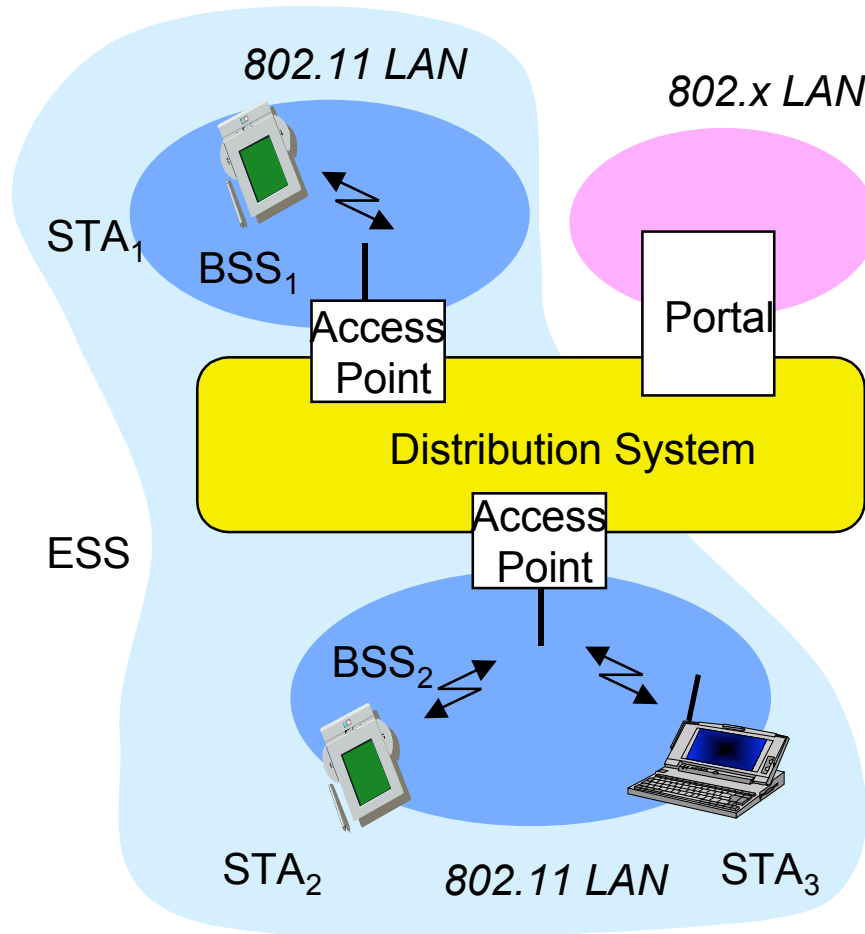 802.11 LAN
802.x LAN
STA₁
BSS₁
Access
Point
Portal
Distribution System
Access
Point
ESS
BSS₂
STA₂
802.11 LAN
STA₃